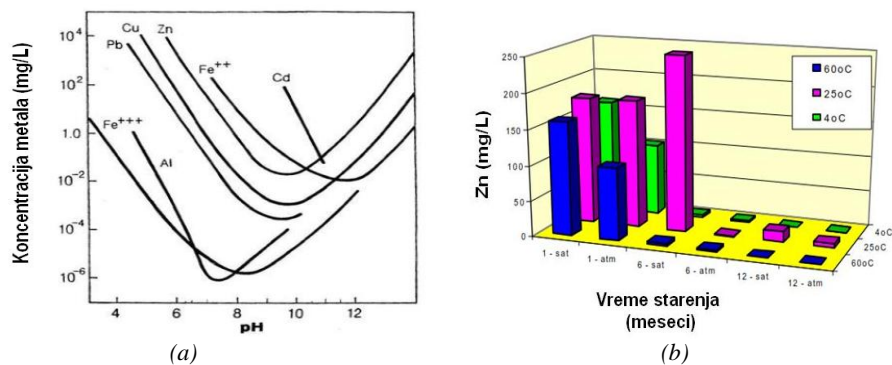 Koncentracija metala (mg/L)
10⁴
10²
1.0
10⁻²
10⁻⁴
10⁻⁶
Cu
Zn
Pb
Fe⁺⁺
Cd
Fe⁺⁺⁺
Al
4
6
8
10
12
pH
(a)
Zn (mg/L)
250
200
150
100
50
0
60oC
25oC
4oC
1 - sat
1 - atm
6 - sat
6 - atm
12 - sat
12 - atm
4oC
25oC
60oC
Vreme starenja
(meseci)
(b)